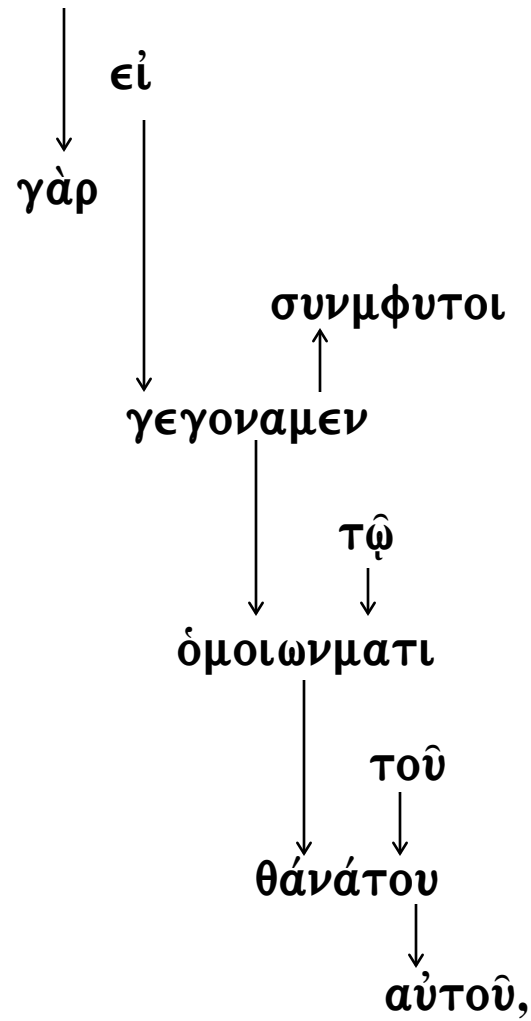 εἰ
γὰρ
συνμφυτοι
γεγοναμεν
τῷ
ὁμοιωνματι
τοῦ
θάνάτου
αὐτοῦ,